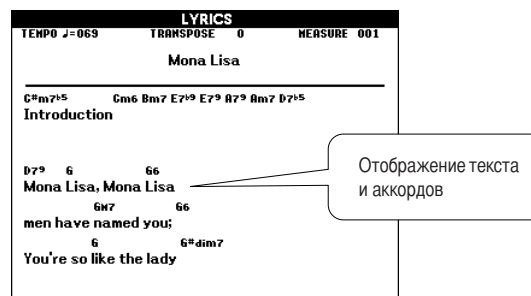 LYRICS
TEMPO ♩=069 TRANSPOSE 0 MEASURE 001
Mona Lisa
C#m7♭5 Cm6 Bm7 E7♭9 E79 A79 Am7 D7♭5
Introduction
D79 G G6
Mona Lisa, Mona Lisa
GM7 G6
men have named you;
G G#dim7
You're so like the lady
Отображение текста
и аккордов